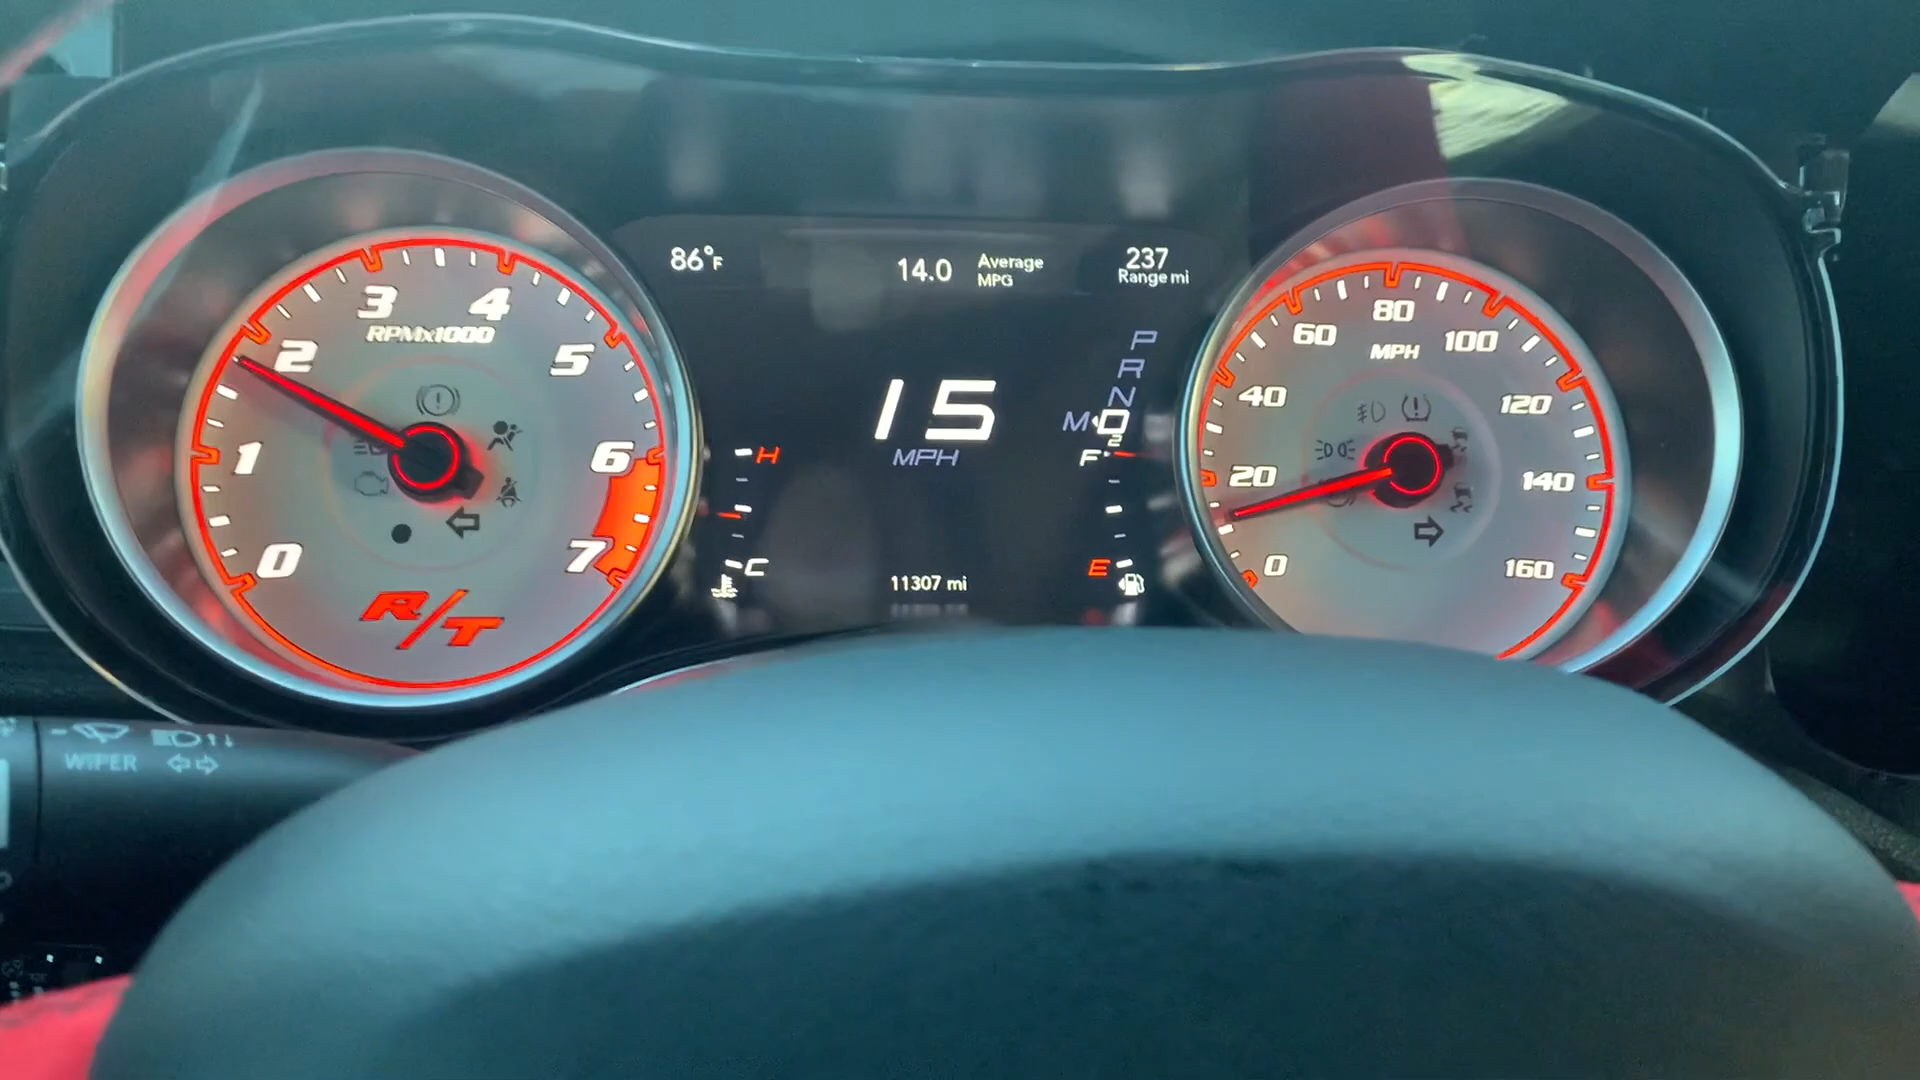 86°F
14.0 Average MPG
237
Range mi
3 4
RPMx1000
2 5
1 6
0 7
R/T
15
MPH
P
R
N
M D
2
H
C
F
E
11307 mi
80
60 100
MPH
40 120
20 140
0 160
WIPER